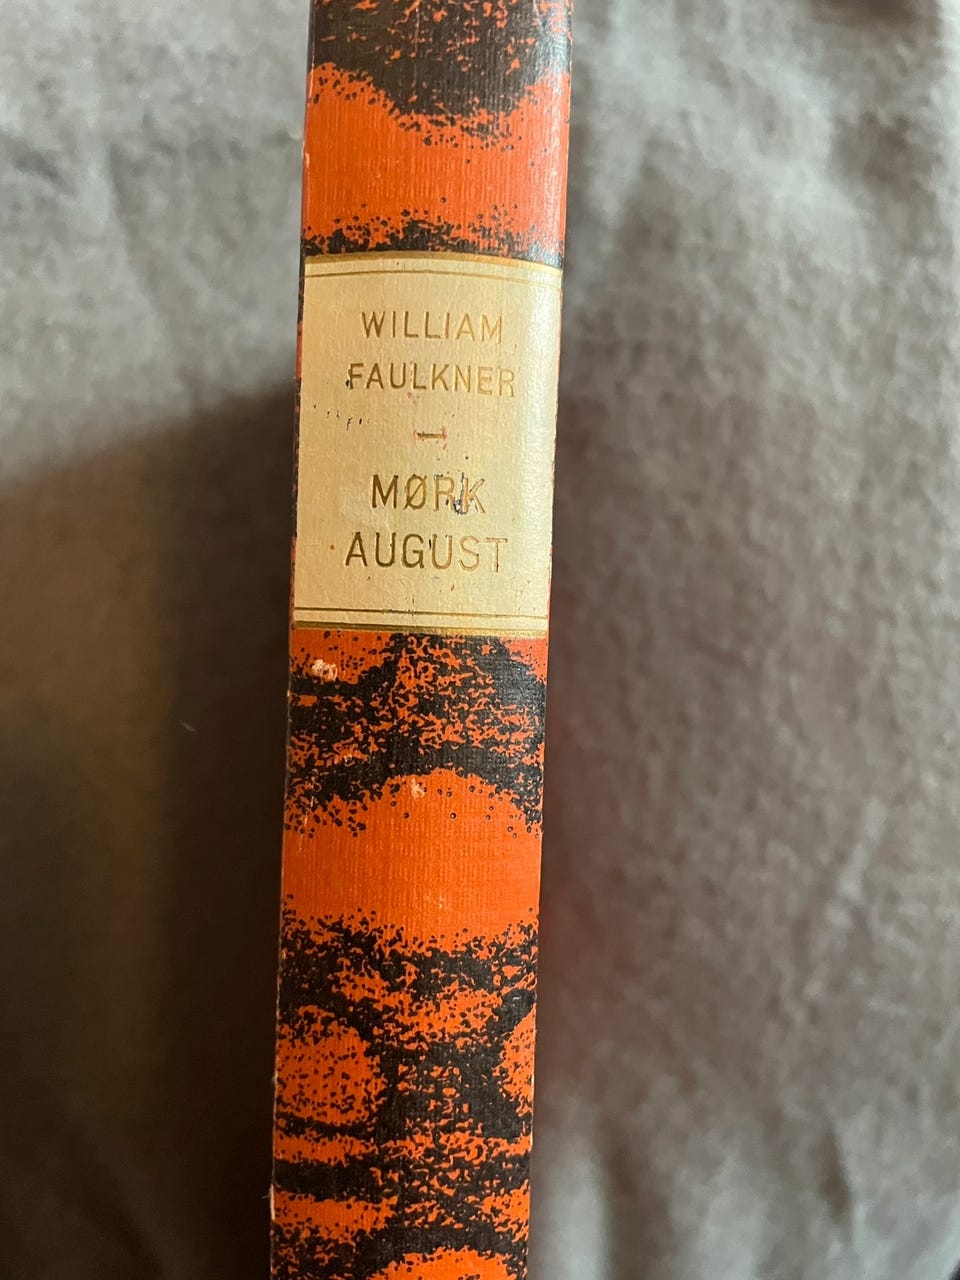 WILLIAM
FAULKNER
—
MØRK
AUGUST